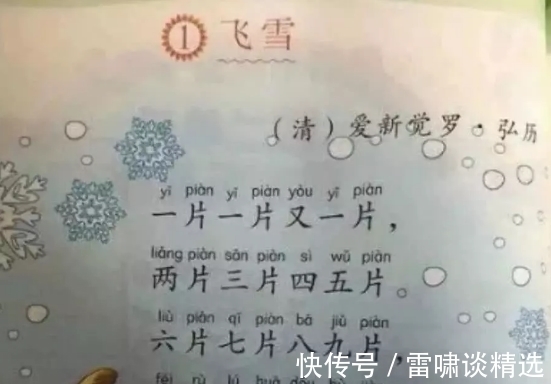 1 飞雪
(清)爱新觉罗·弘历
yī piàn yī piàn yòu yī piàn
一片一片又一片，
liǎng piàn sān piàn sì wǔ piàn
两片三片四五片。
liù piàn qī piàn bā jiǔ piàn
六片七片八九片，
快传号／雷啸谈精选